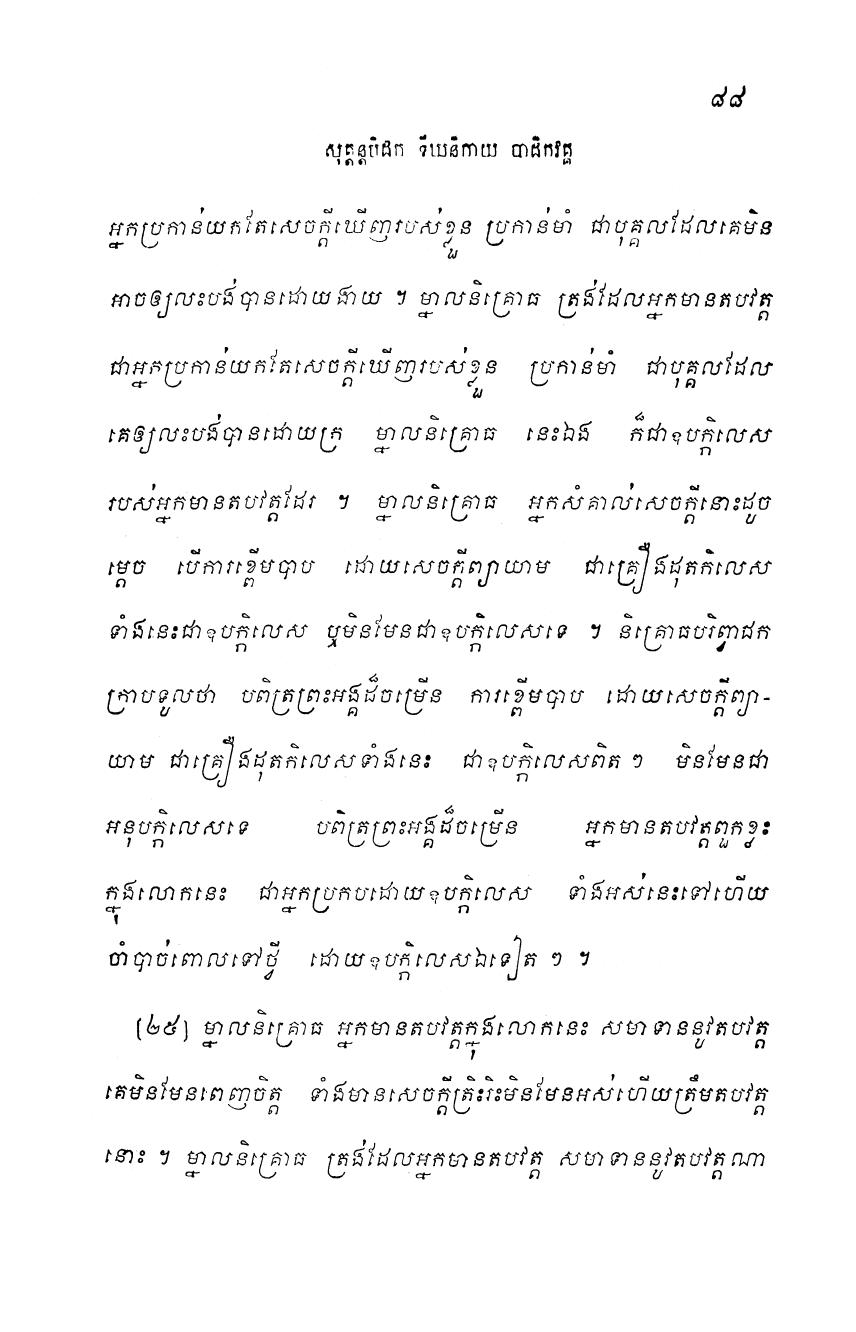 ៨៨
សុត្តន្តបិដក ទីឃនិកាយ បាដិកវគ្គ
អ្នកប្រកាន់យកតែសេចក្តីឃើញរបស់ខ្លួន ប្រកាន់មាំ ជាបុគ្គលដែលគេមិន
អាចឲ្យលះបង់បានដោយងាយ ។ ម្នាលនិគ្រោធ ត្រង់ដែលអ្នកមានតបវត្ត
ជាអ្នកប្រកាន់យកតែសេចក្តីឃើញរបស់ខ្លួន ប្រកាន់មាំ ជាបុគ្គលដែល
គេឲ្យលះបង់បានដោយក្រ ម្នាលនិគ្រោធ នេះឯង ក៏ជាឧបក្តិលេស
របស់អ្នកមានតបវត្តដែរ ។ ម្នាលនិគ្រោធ អ្នកសំគាល់សេចក្តីនោះដូច
ម្តេច បើការខ្ពើមបាប ដោយសេចក្តីព្យាយាម ជាគ្រឿងដុតកិលេស
ទាំងនេះជាឧបក្តិលេស ឬមិនមែនជាឧបក្តិលេសទេ ។ និគ្រោធបរិព្វាជក
ក្រាបទូលថា បពិត្រព្រះអង្គដ៏ចម្រើន ការខ្ពើមបាប ដោយសេចក្តីព្យា-
យាម ជាគ្រឿងដុតកិលេសទាំងនេះ ជាឧបក្តិលេសពិត ៗ មិនមែនជា
អនុបក្តិលេសទេ បពិត្រព្រះអង្គដ៏ចម្រើន អ្នកមានតបវត្តពួកខ្លះ
ក្នុងលោកនេះ ជាអ្នកប្រកបដោយឧបក្តិលេស ទាំងអស់នេះទៅហើយ
ចាំបាច់ពោលទៅថ្វី ដោយឧបក្តិលេសឯទៀត ៗ ។
(២៥) ម្នាលនិគ្រោធ អ្នកមានតបវត្តក្នុងលោកនេះ សមាទាននូវតបវត្ត
គេមិនមែនពេញចិត្ត ទាំងមានសេចក្តីត្រិះរិះមិនមែនអស់ហើយត្រឹមតបវត្ត
នោះ ។ ម្នាលនិគ្រោធ ត្រង់ដែលអ្នកមានតបវត្ត សមាទាននូវតបវត្តណា